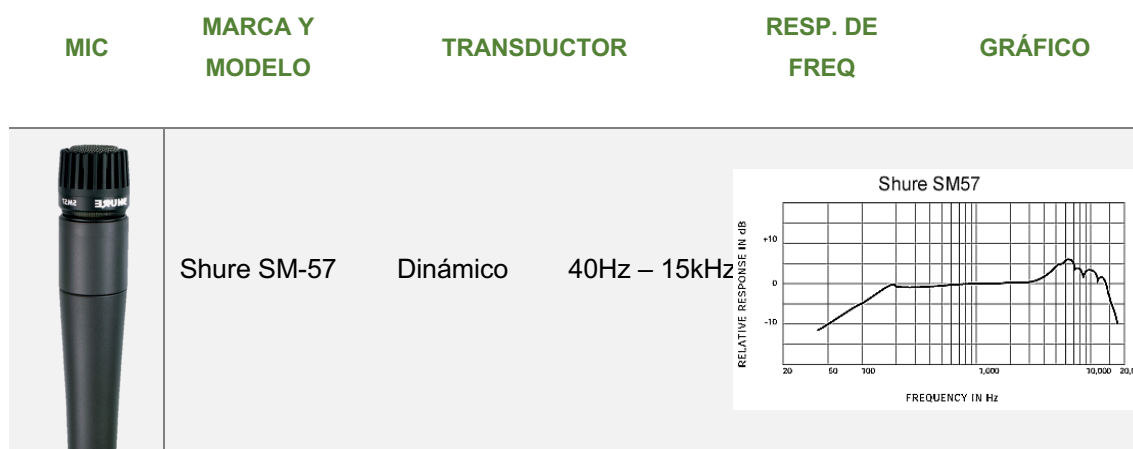 MIC
MARCA Y
MODELO
TRANSDUCTOR
RESP. DE
FREQ
GRÁFICO
SM57 SHURE
Shure SM-57
Dinámico
40Hz – 15kHz
Shure SM57
RELATIVE RESPONSE IN dB
+10
0
-10
20 50 100 1,000 10,000 20,
FREQUENCY IN Hz